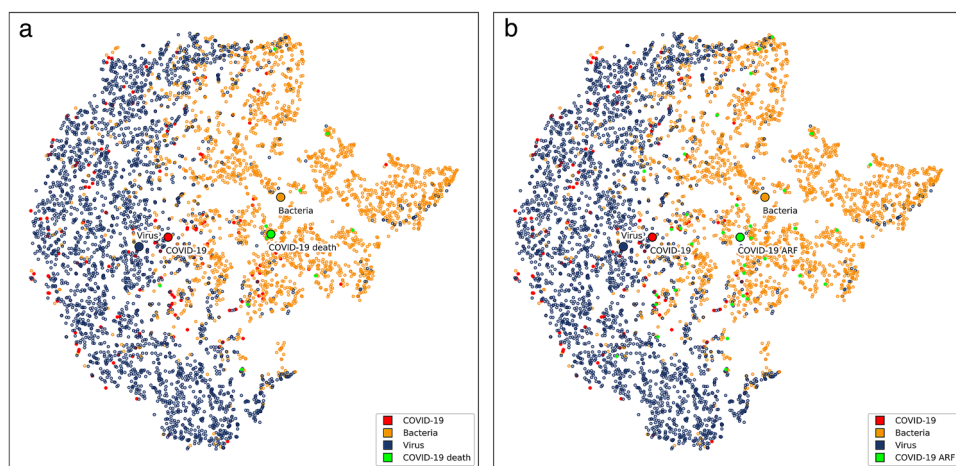 a
Bacteria
Virus
COVID-19 death
COVID-19
COVID-19
Bacteria
Virus
COVID-19 death
b
Bacteria
Virus
COVID-19
COVID-19 ARF
COVID-19
Bacteria
Virus
COVID-19 ARF